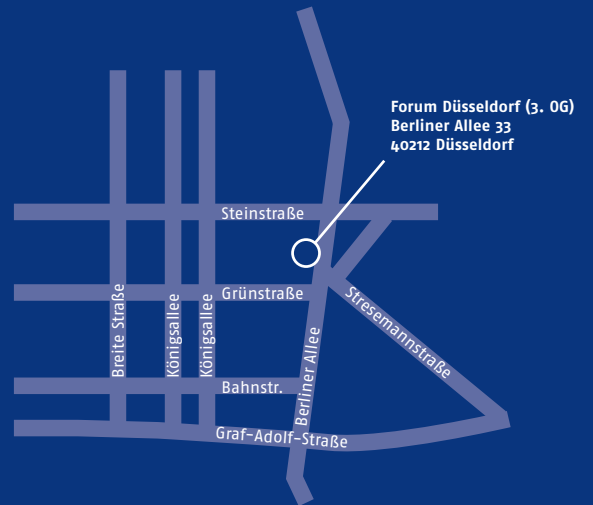 Forum Düsseldorf (3. OG)
Berliner Allee 33
40212 Düsseldorf
Steinstraße
Grünstraße
Stresemannstraße
Breite Straße
Königsallee
Königsallee
Berliner Allee
Bahnstr.
Graf-Adolf-Straße